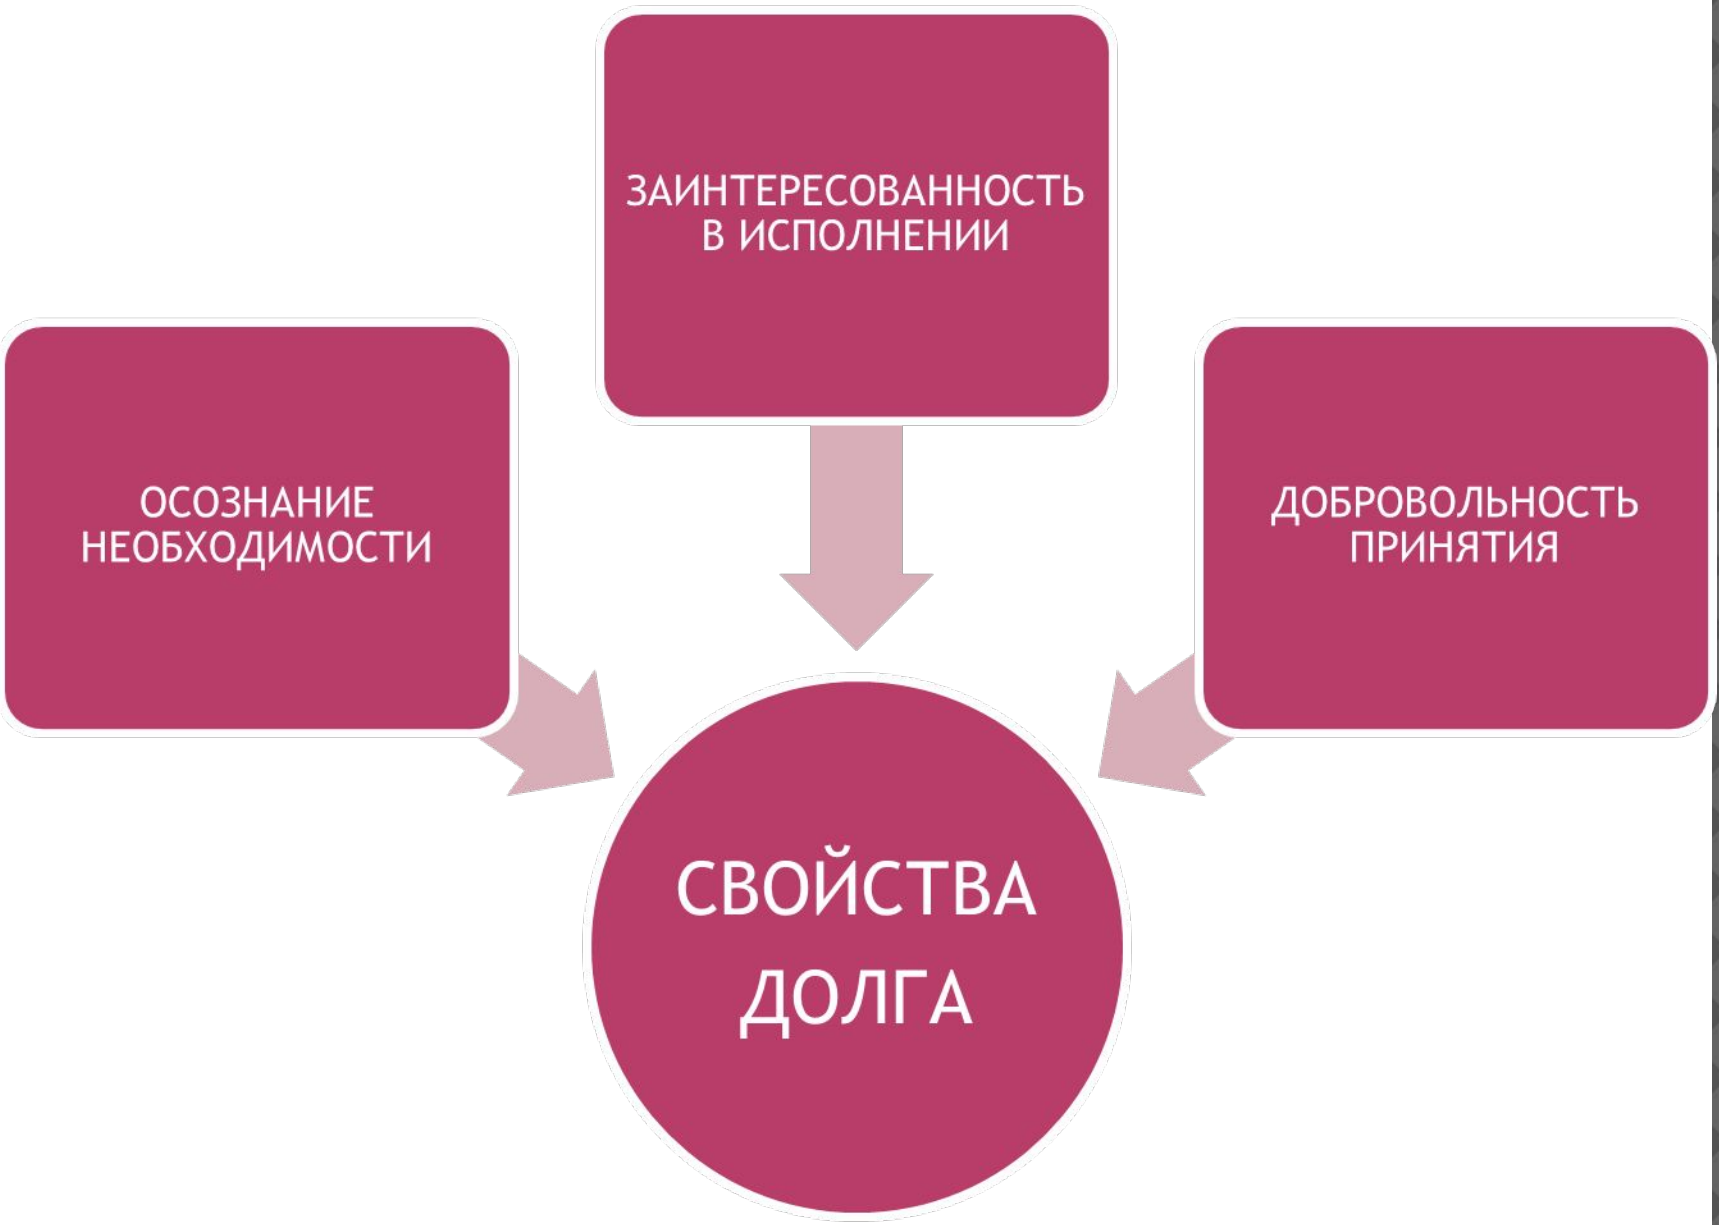 ЗАИНТЕРЕСОВАННОСТЬ
В ИСПОЛНЕНИИ
ОСОЗНАНИЕ
НЕОБХОДИМОСТИ
ДОБРОВОЛЬНОСТЬ
ПРИНЯТИЯ
СВОЙСТВА
ДОЛГА